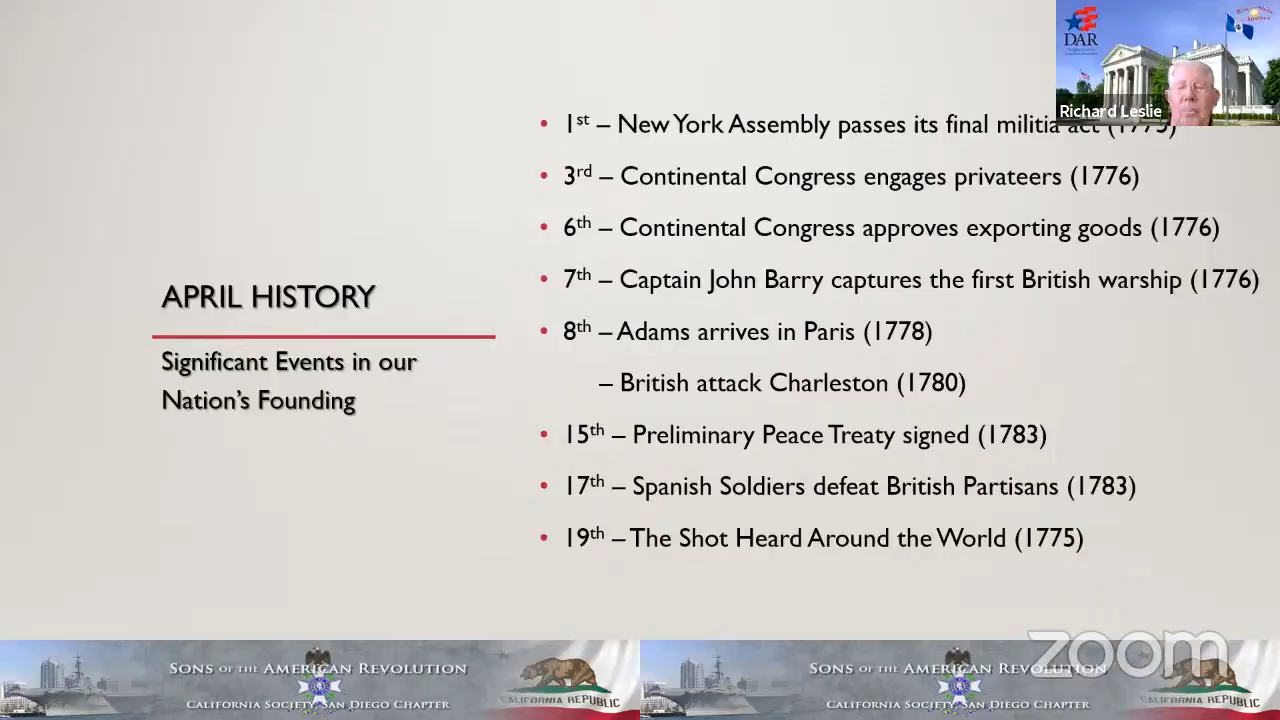 DAR
Richard Leslie
• 1st – New York Assembly passes its final militia act (1775)
• 3rd – Continental Congress engages privateers (1776)
• 6th – Continental Congress approves exporting goods (1776)
• 7th – Captain John Barry captures the first British warship (1776)
• 8th – Adams arrives in Paris (1778)
– British attack Charleston (1780)
• 15th – Preliminary Peace Treaty signed (1783)
• 17th – Spanish Soldiers defeat British Partisans (1783)
• 19th – The Shot Heard Around the World (1775)
APRIL HISTORY
Significant Events in our
Nation's Founding
zoom
SONS OF THE AMERICAN REVOLUTION
CALIFORNIA SOCIETY SAN DIEGO CHAPTER
CALIFORNIA REPUBLIC
SONS OF THE AMERICAN REVOLUTION
CALIFORNIA SOCIETY SAN DIEGO CHAPTER
CALIFORNIA REPUBLIC